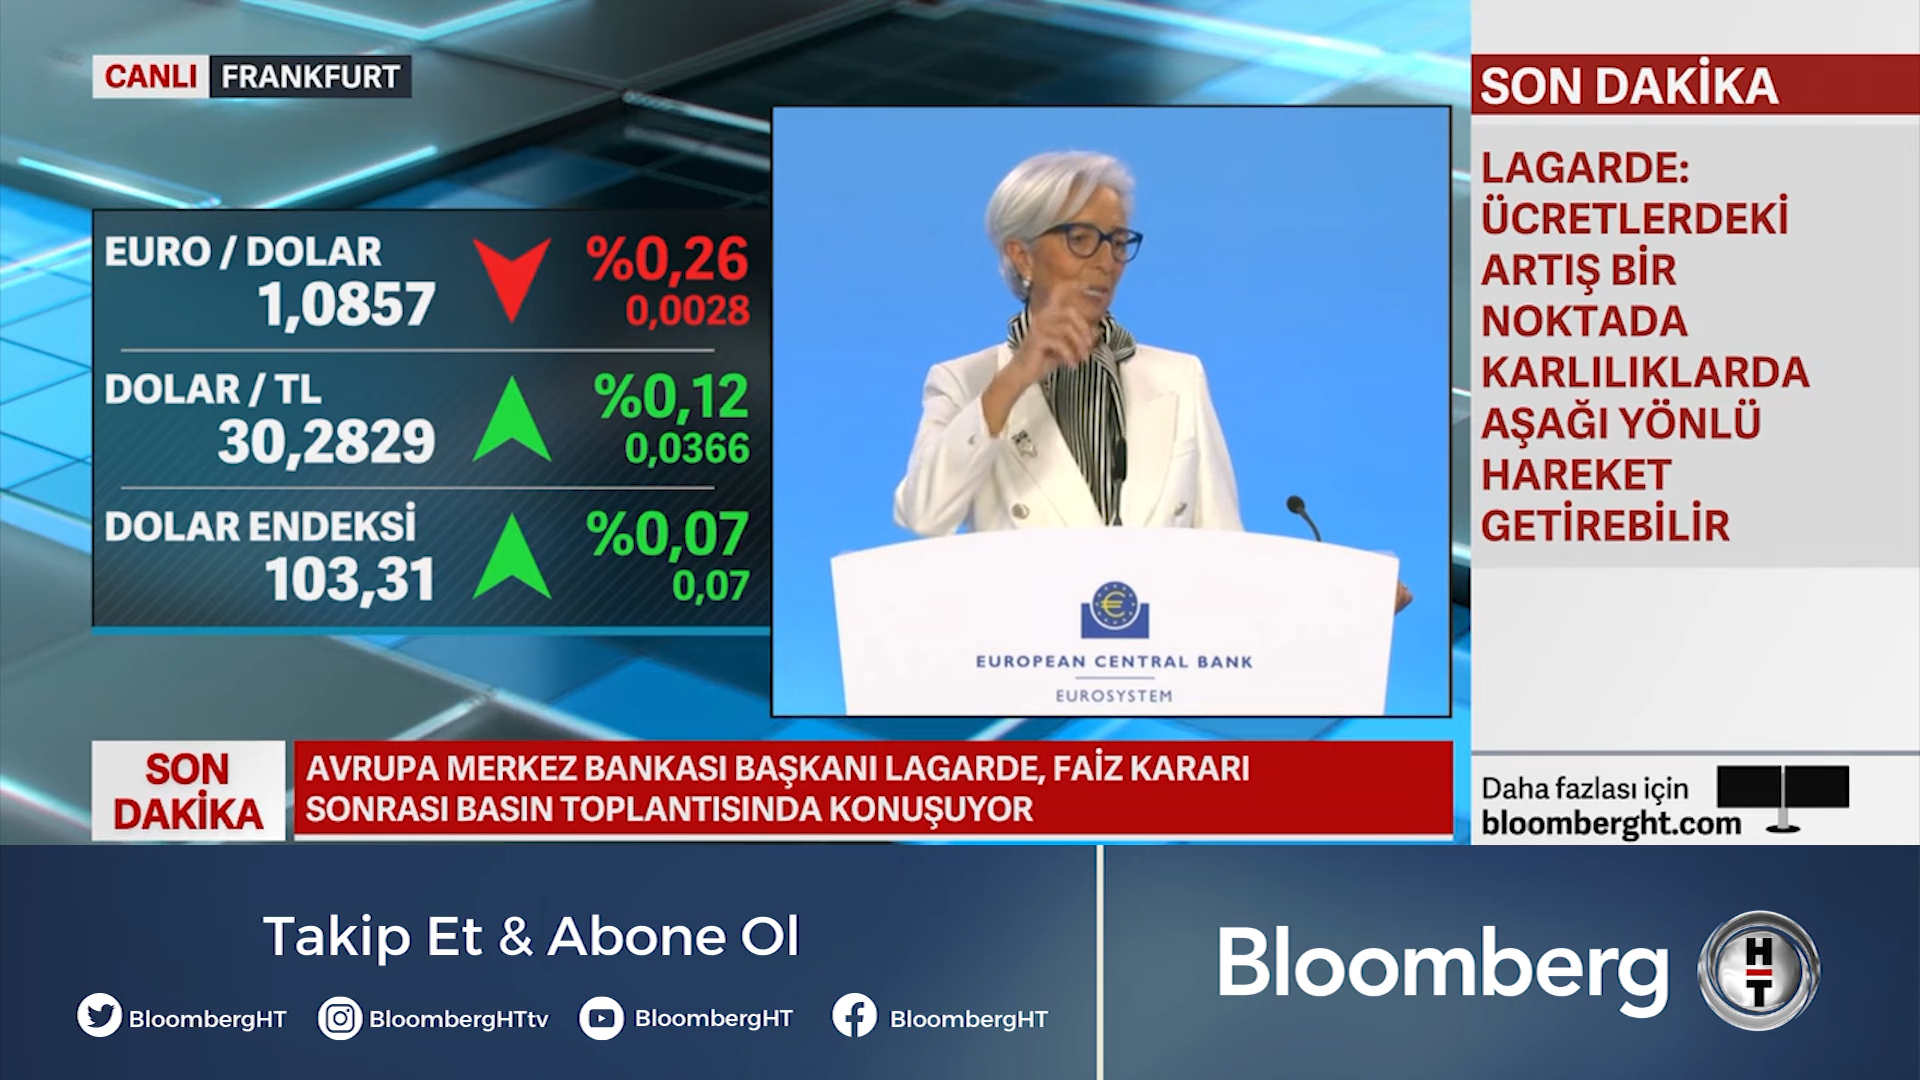 CANLI FRANKFURT
EURO / DOLAR
1,0857
%0,26
0,0028
DOLAR / TL
30,2829
%0,12
0,0366
DOLAR ENDEKSİ
103,31
%0,07
0,07
EUROPEAN CENTRAL BANK
EUROSYSTEM
SON DAKİKA
LAGARDE:
ÜCRETLERDEKİ
ARTIŞ BİR
NOKTADA
KARLILIKLARDA
AŞAĞI YÖNLÜ
HAREKET
GETİREBİLİR
SON
DAKİKA
AVRUPA MERKEZ BANKASI BAŞKANI LAGARDE, FAİZ KARARI
SONRASI BASIN TOPLANTISINDA KONUŞUYOR
Daha fazlası için
bloomberght.com
Takip Et & Abone Ol
BloombergHT BloombergHTtv BloombergHT BloombergHT
Bloomberg HT